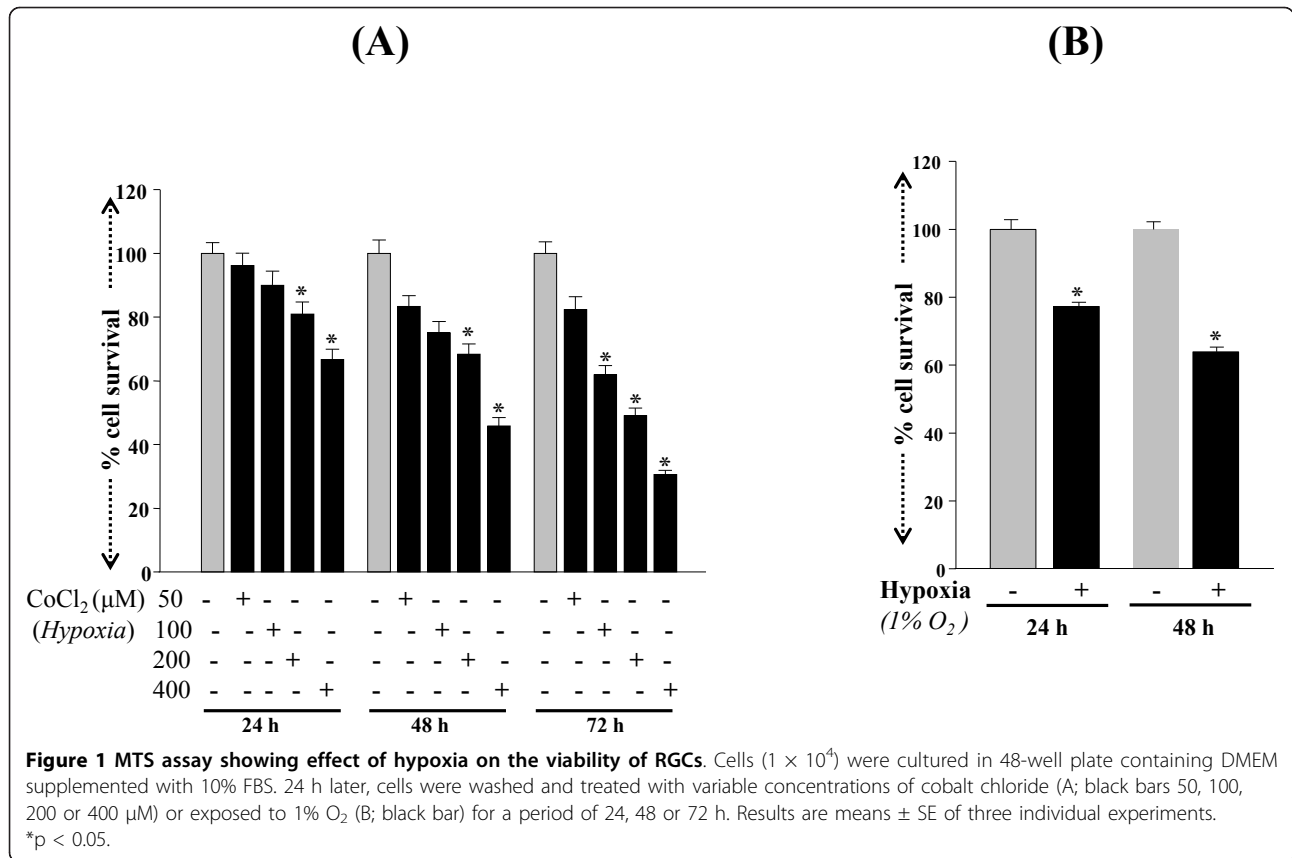 (A)
(B)
% cell survival
120
100
80
60
40
20
0
* * * * * * *
CoCl₂ (μM) 50 - + - - - - + - - - - + - - -
(Hypoxia) 100 - - + - - - - + - - - - + - -
200 - - - + - - - - + - - - - + -
400 - - - - + - - - - + - - - - +
24 h 48 h 72 h
% cell survival
120
100
80
60
40
20
0
* *
Hypoxia - + - +
(1% O₂) 24 h 48 h
Figure 1 MTS assay showing effect of hypoxia on the viability of RGCs. Cells (1 × 10⁴) were cultured in 48-well plate containing DMEM
supplemented with 10% FBS. 24 h later, cells were washed and treated with variable concentrations of cobalt chloride (A; black bars 50, 100,
200 or 400 μM) or exposed to 1% O₂ (B; black bar) for a period of 24, 48 or 72 h. Results are means ± SE of three individual experiments.
*p < 0.05.